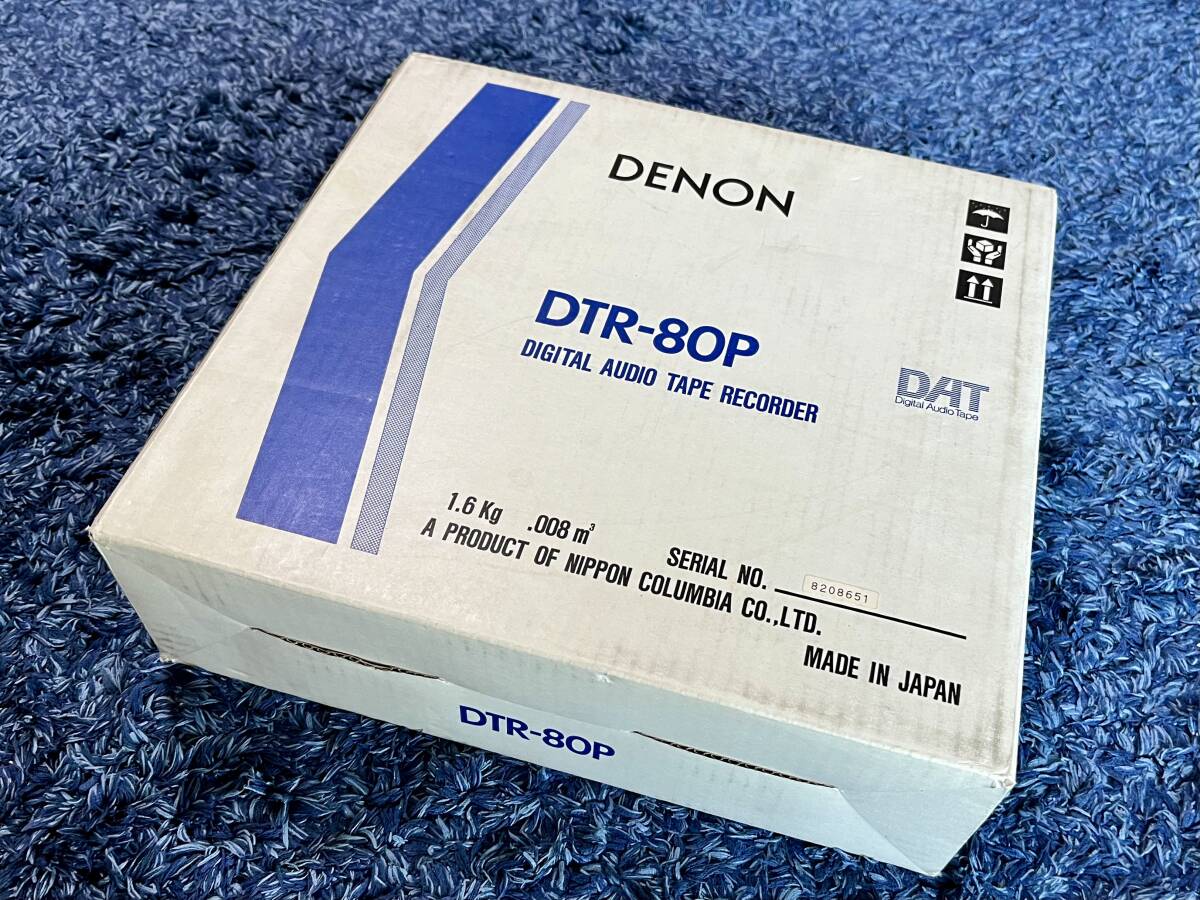 DENON
DTR-80P
DIGITAL AUDIO TAPE RECORDER
DAT
Digital Audio Tape
1.6 Kg .008 m³
SERIAL NO. 8208651
A PRODUCT OF NIPPON COLUMBIA CO.,LTD.
MADE IN JAPAN
DTR-80P